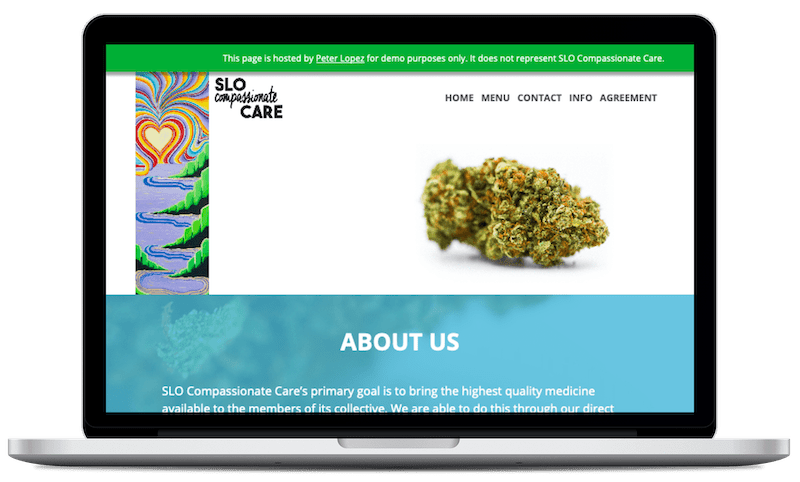 This page is hosted by Peter Lopez for demo purposes only. It does not represent SLO Compassionate Care.
SLO
compassionate
CARE
HOME MENU CONTACT INFO AGREEMENT
ABOUT US
SLO Compassionate Care's primary goal is to bring the highest quality medicine
available to the members of its collective. We are able to do this through our direct